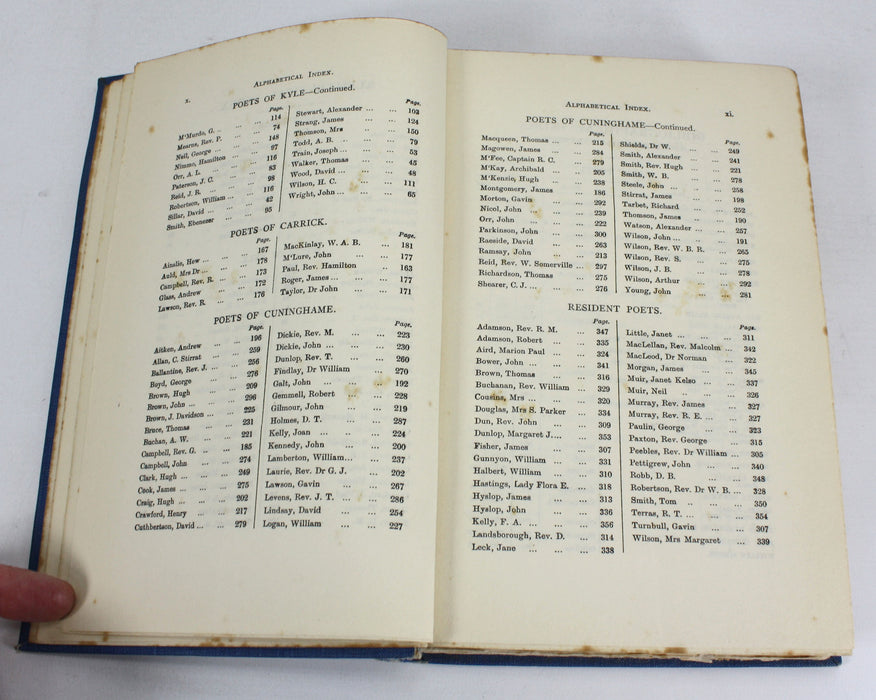 x.
ALPHABETICAL INDEX.
POETS OF KYLE—Continued.
Page.
M'Murdo, G. .. ... ... 114
Mearns, Rev. P. ... ... 74
Neil, George ... ... ... 148
Nimmo, Hamilton ... ... 97
Orr, A. L. ... ... ... 116
Paterson, J. C. ... ... 83
Reid, J. R. ... ... ... 98
Robertson, William ... ... 116
Sillar, David ... ... ... 42
Smith, Ebenezer ... ... 95
Page.
Stewart, Alexander ... ... 103
Strang, James ... ... 124
Thomson, Mrs ... ... 150
Todd, A. B. ... ... ... 79
Train, Joseph ... ... ... 53
Walker, Thomas ... ... 45
Wood, David ... ... ... 48
Wilson, H. C. ... ... 111
Wright, John ... ... ... 65
POETS OF CARRICK.
Page.
Ainslie, Hew ... ... ... 167
Auld, Mrs Dr ... ... ... 178
Campbell, Rev. R. ... ... 173
Glass, Andrew ... ... 172
Lawson, Rev. R. ... ... 176
Page.
MacKinlay, W. A. B. ... 181
M'Lure, John ... ... 177
Paul, Rev. Hamilton .. 163
Roger, James ... ... ... 177
Taylor, Dr John ... ... 171
POETS OF CUNINGHAME.
Page.
Aitken, Andrew ... ... 196
Allan, C. Stirrat ... ... 259
Ballantine, Rev. J. ... ... 256
Boyd, George ... ... 276
Brown, Hugh ... ... 209
Brown, John ... ... ... 296
Brown, J. Davidson ... ... 225
Bruce, Thomas ... ... 231
Buchan, A. W. ... ... 221
Campbell, Rev. G. .. ... 185
Campbell, John ... ... 274
Clark, Hugh ... ... ... 249
Cook, James ... ... ... 275
Craig, Hugh ... ... ... 202
Crawford, Henry ... ... 217
Cuthbertson, David ... ... 279
Page.
Dickie, Rev. M. ... ... 223
Dickie, John ... ... ... 230
Dunlop, Rev. T. ... ... 260
Findlay, Dr William ... 270
Galt, John ... ... ... 192
Gemmell, Robert ... ... 228
Gilmour, John ... ... 219
Holmes, D. T. ... ... 287
Kelly, Joan ... ... ... 224
Kennedy, John ... ... 200
Lamberton, William... ... 237
Laurie, Rev. Dr G. J. ... 202
Lawson, Gavin ... ... 267
Levens, Rev. J. T. ... ... 286
Lindsay, David ... ... 254
Logan, William ... ... 227
ALPHABETICAL INDEX.
xi.
POETS OF CUNINGHAME—Continued.
Page.
Macqueen, Thomas ... ... 215
Magowen, James ... ... 284
M'Fee, Captain R. C. ... 279
M'Kay, Archibald ... ... 205
M'Kenzie, Hugh ... ... 238
Montgomery, James ... 186
Morton, Gavin ... ... 292
Nicol, John ... ... ... 239
Orr, John ... ... ... 222
Parkinson, John ... ... 300
Raeside, David ... ... 263
Ramsay, John ... ... 213
Reid, Rev. W. Somerville ... 297
Richardson, Thomas ... 275
Shearer, C. J. ... ... ... 276
Page.
Shields, Dr W. ... ... 249
Smith, Alexander ... ... 241
Smith, Rev. Hugh ... ... 221
Smith, W. B. ... ... 278
Steele, John ... ... ... 258
Stirrat, James ... ... 198
Tarbet, Richard ... ... 252
Thomson, James ... ... 190
Watson, Alexander ... ... 257
Wilson, John ... ... ... 191
Wilson, Rev. W. B. R. ... 265
Wilson, Rev. S. ... ... 275
Wilson, J. B. ... ... 278
Wilson, Arthur ... ... 292
Young, John ... ... ... 281
RESIDENT POETS.
Page.
Adamson, Rev. R. M. ... 347
Adamson, Robert ... ... 335
Aird, Marion Paul ... ... 324
Bower, John ... ... ... 341
Brown, Thomas ... ... 316
Buchanan, Rev. William ... 329
Cousins, Mrs ... ... ... 320
Douglas, Mrs S. Parker ... 334
Dun, Rev. John ... ... 309
Dunlop, Margaret J.... ... 353
Fisher, James ... ... 307
Gunnyon, William ... ... 331
Halbert, William ... ... 310
Hastings, Lady Flora E. ... 318
Hyslop, James ... ... 313
Hyslop, John ... ... ... 336
Kelly, F. A. ... ... ... 356
Landsborough, Rev. D. ... 314
Leck, Jane ... ... ... 338
Page.
Little, Janet ... ... ... 311
MacLellan, Rev. Malcolm ... 342
MacLeod, Dr Norman ... 322
Morgan, James ... ... 345
Muir, Janet Kelso ... ... 337
Muir, Neil ... ... ... 326
Murray, Rev. James ... 327
Murray, Rev. R. E. ... ... 327
Paulin, George ... ... 323
Paxton, Rev. George ... 315
Peebles, Rev. Dr William ... 305
Pettigrew, John ... ... 340
Robb, D. B. ... ... ... 348
Robertson, Rev. Dr W. B. ... 328
Smith, Tom .. ... ... 350
Terras, R. T. ... ... ... 354
Turnbull, Gavin ... ... 307
Wilson, Mrs Margaret ... 339